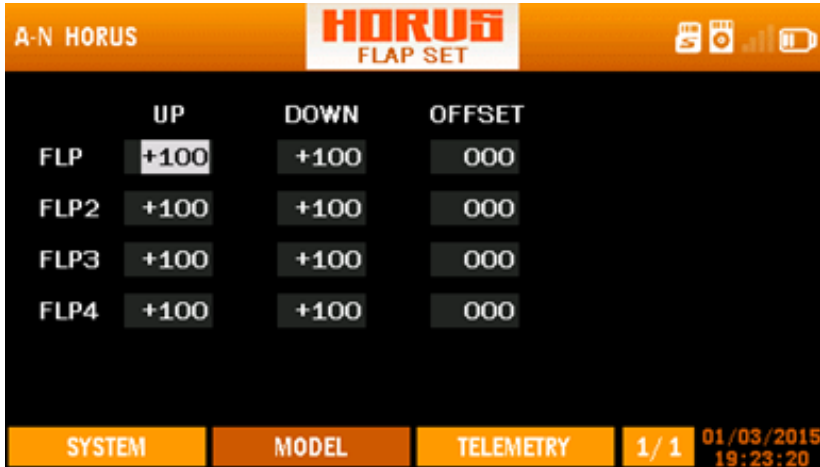 A-N HORUS
HORUS
FLAP SET
UP DOWN OFFSET
FLP +100 +100 000
FLP2 +100 +100 000
FLP3 +100 +100 000
FLP4 +100 +100 000
SYSTEM MODEL TELEMETRY 1/1 01/03/2015
19:23:20